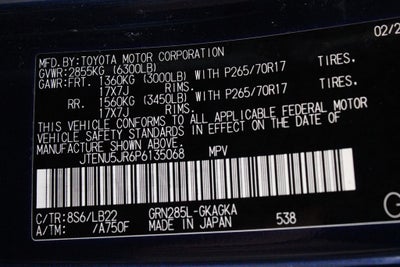 02/2
MFD.BY:TOYOTA MOTOR CORPORATION
GVWR:2855KG (6300LB)
GAWR:FRT. 1360KG (3000LB) WITH P265/70R17 TIRES.
17X7J RIMS.
RR. 1560KG (3450LB) WITH P265/70R17 TIRES.
17X7J RIMS.
THIS VEHICLE CONFORMS TO ALL APPLICABLE FEDERAL MOTOR
VEHICLE SAFETY STANDARDS IN EFFECT ON THE DATE OF
MANUFACTURE SHOWN ABOVE.
JTENU5JR6P6135068 MPV
C/TR:8S6/LB22 GRN285L-GKAGKA
A/TM: /A750F MADE IN JAPAN 538